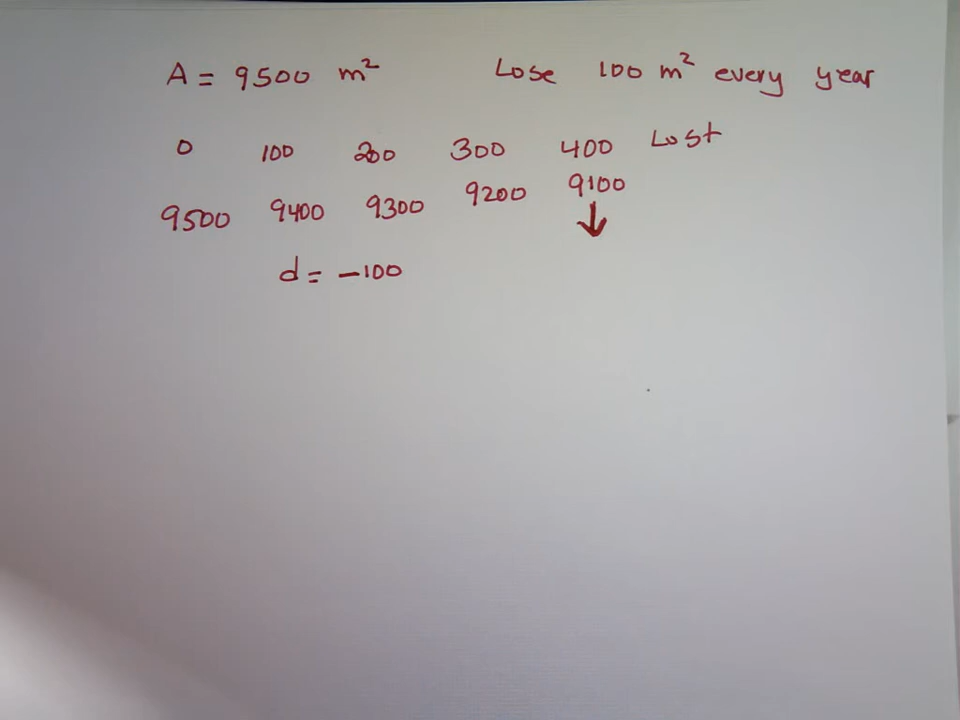 A = 9500 m² Lose 100 m² every year
0 100 200 300 400 Lost
9500 9400 9300 9200 9100
↓
d = -100